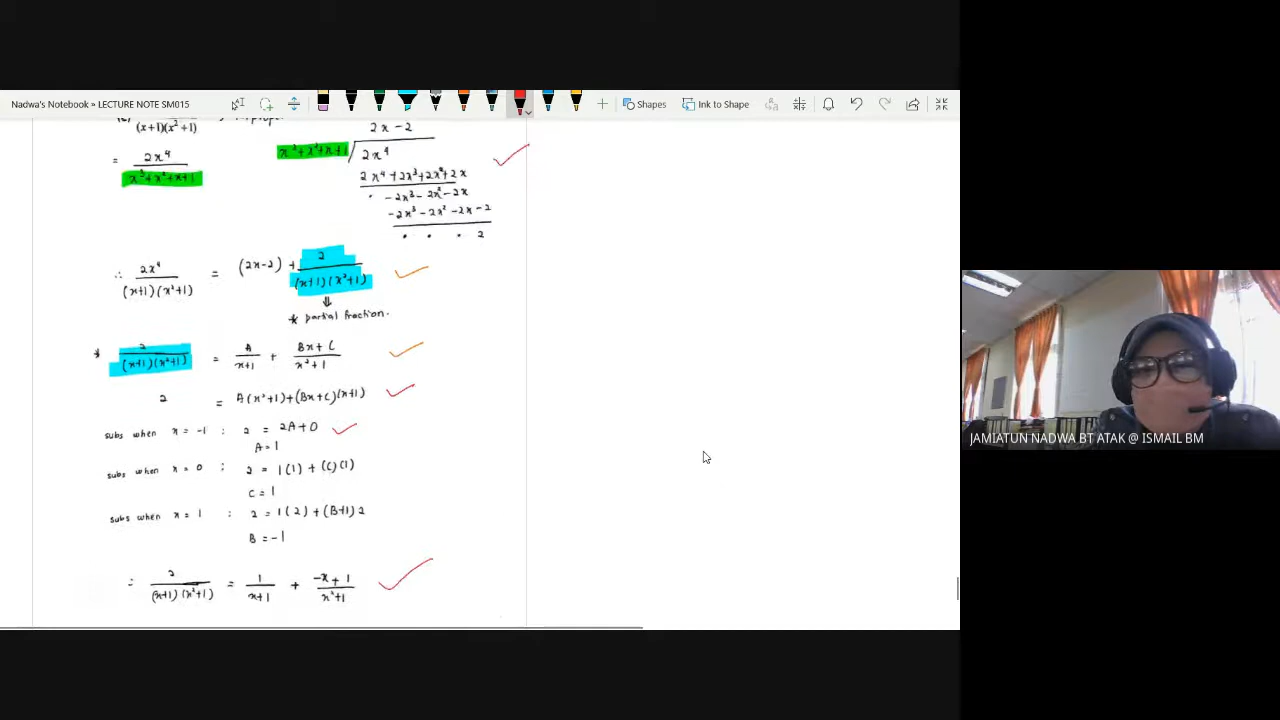 Nadwa's Notebook » LECTURE NOTE SM015
Shapes
Ink to Shape
(x+1)(x²+1)
2x - 2
= 2x⁴ / x³+x²+x+1
x³+x²+x+1 2x⁴
2x⁴ + 2x³ + 2x² + 2x
- 2x³ - 2x² - 2x
- 2x³ - 2x² - 2x - 2
. . . 2
∴ 2x⁴ / (x+1)(x²+1) = (2x-2) + 2 / (x+1)(x²+1)
⇓
* partial fraction.
* 2 / (x+1)(x²+1) = A / x+1 + Bx+C / x²+1
2 = A(x²+1)+(Bx+C)(x+1)
subs when x = -1 : 2 = 2A+0
A = 1
subs when x = 0 : 2 = 1(1) + (C)(1)
C = 1
subs when x = 1 : 2 = 1(2) + (B+1)2
B = -1
= 2 / (x+1)(x²+1) = 1 / x+1 + -x+1 / x²+1
JAMIATUN NADWA BT ATAK @ ISMAIL BM